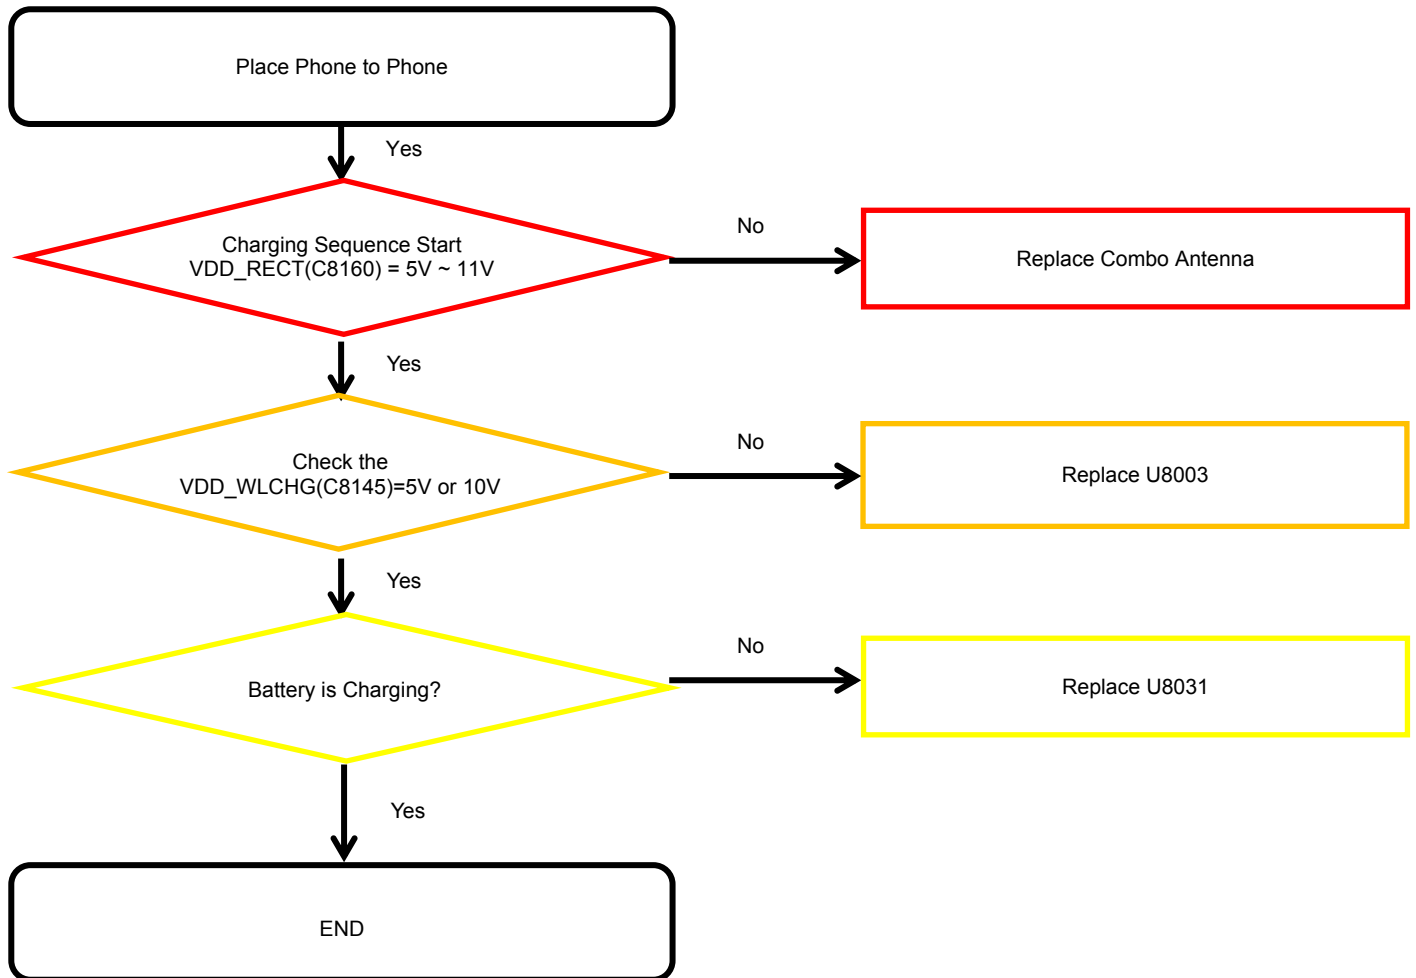 Place Phone to Phone
Yes
Charging Sequence Start
VDD_RECT(C8160) = 5V ~ 11V
No
Replace Combo Antenna
Yes
Check the
VDD_WLCHG(C8145)=5V or 10V
No
Replace U8003
Yes
Battery is Charging?
No
Replace U8031
Yes
END